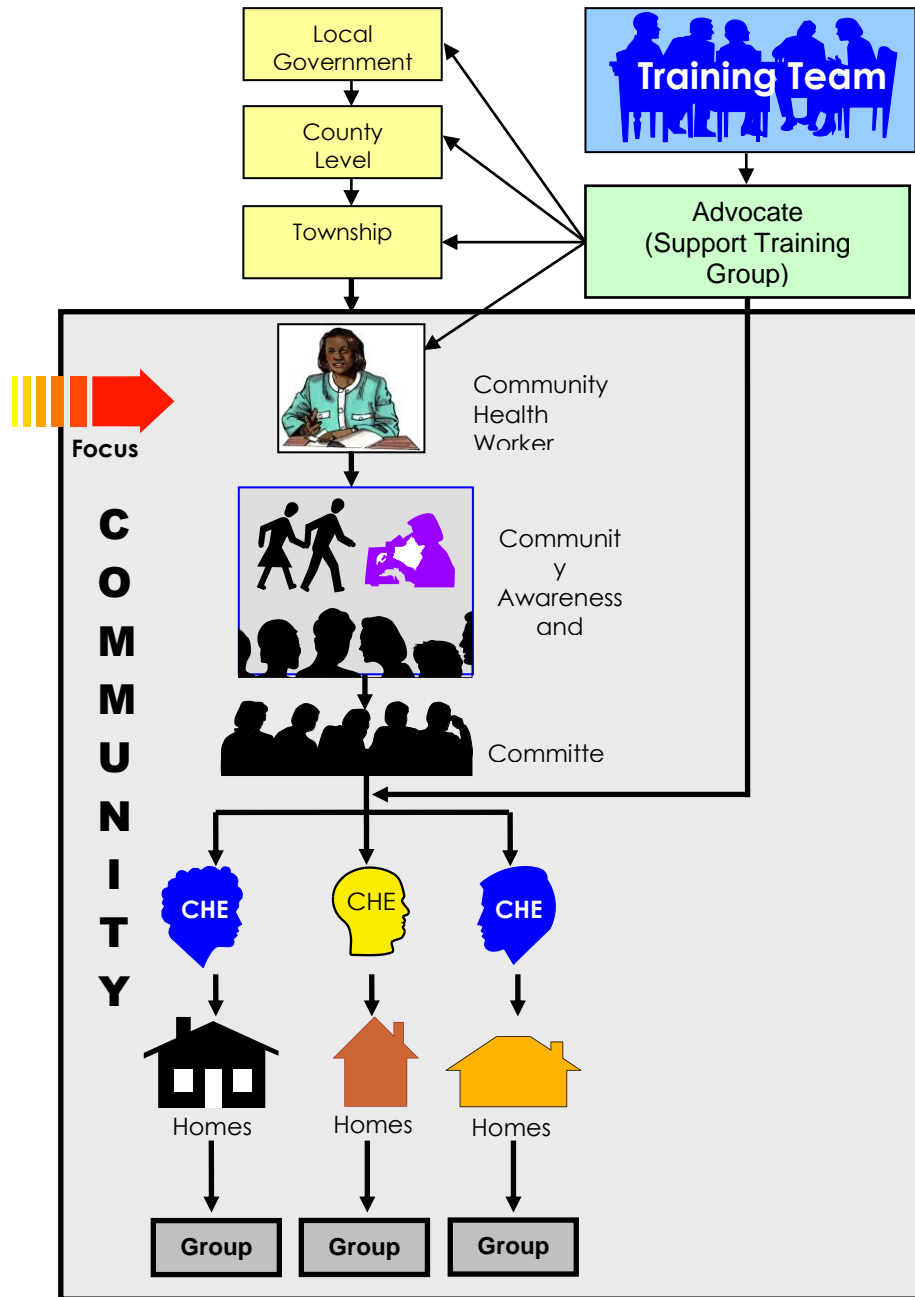 Local
Government
County
Level
Township
Training Team
Advocate
(Support Training
Group)
Focus
COMMUNITY
Community
Health
Worker
Communit
y
Awareness
and
Committe
CHE
CHE
CHE
Homes
Homes
Homes
Group
Group
Group